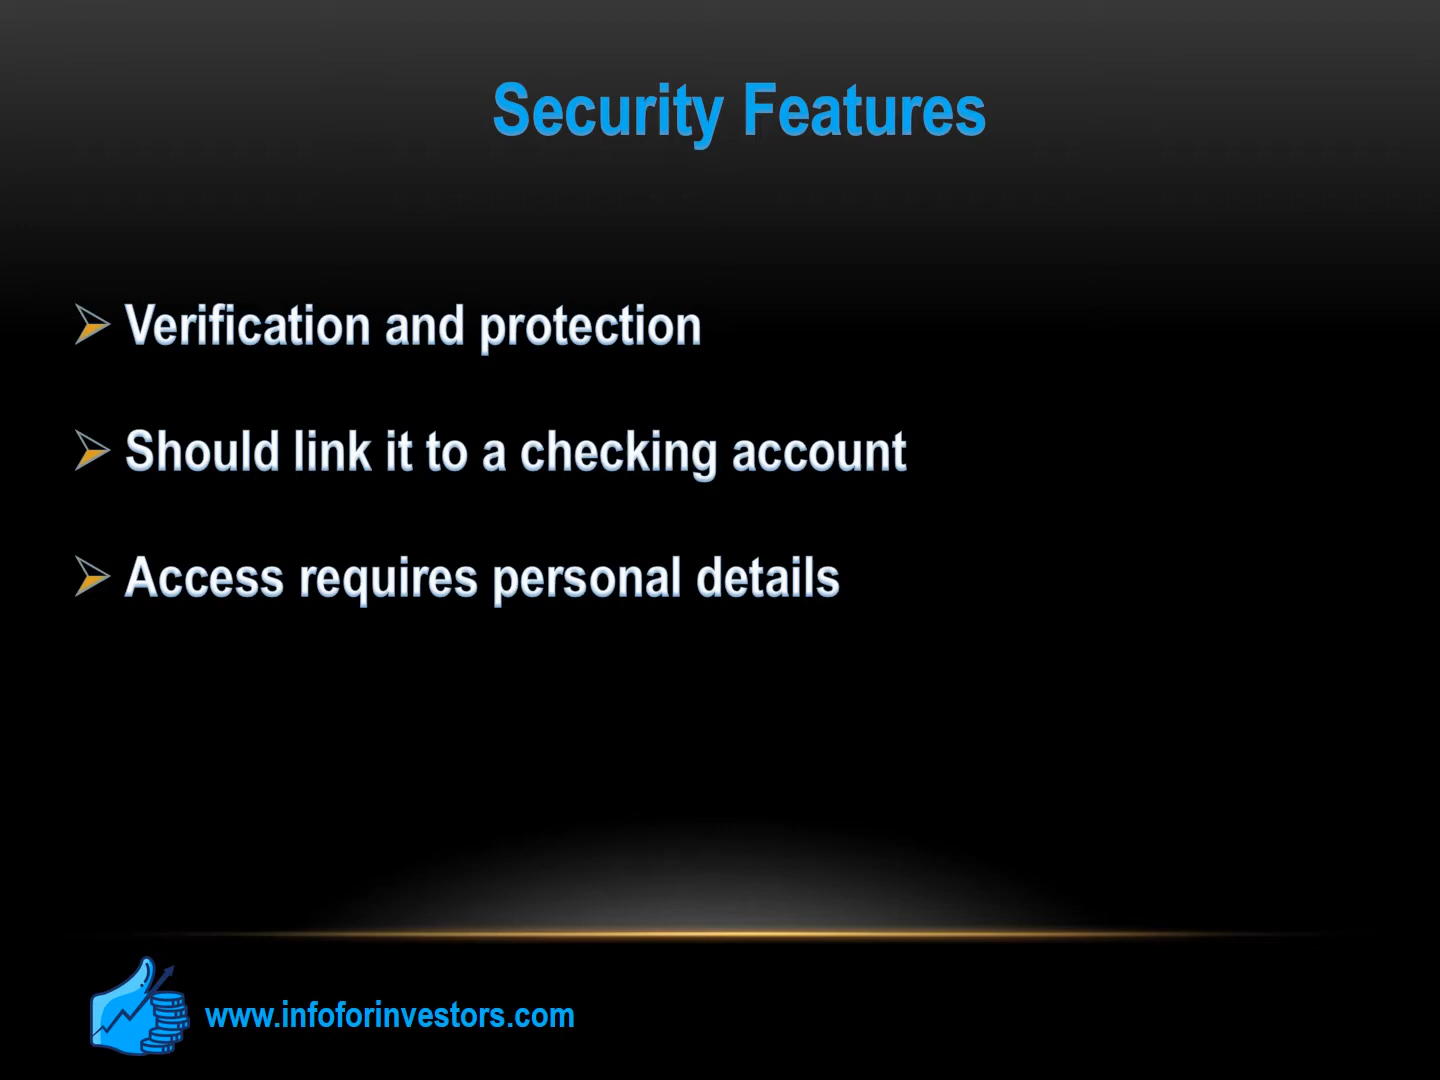 Security Features
Verification and protection
Should link it to a checking account
Access requires personal details
www.infoforinvestors.com